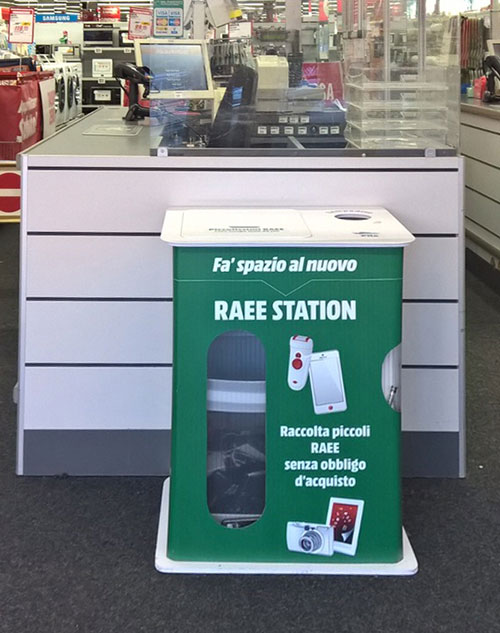 SAMSUNG
Fa' spazio al nuovo
RAEE STATION
Raccolta piccoli
RAEE
senza obbligo
d'acquisto